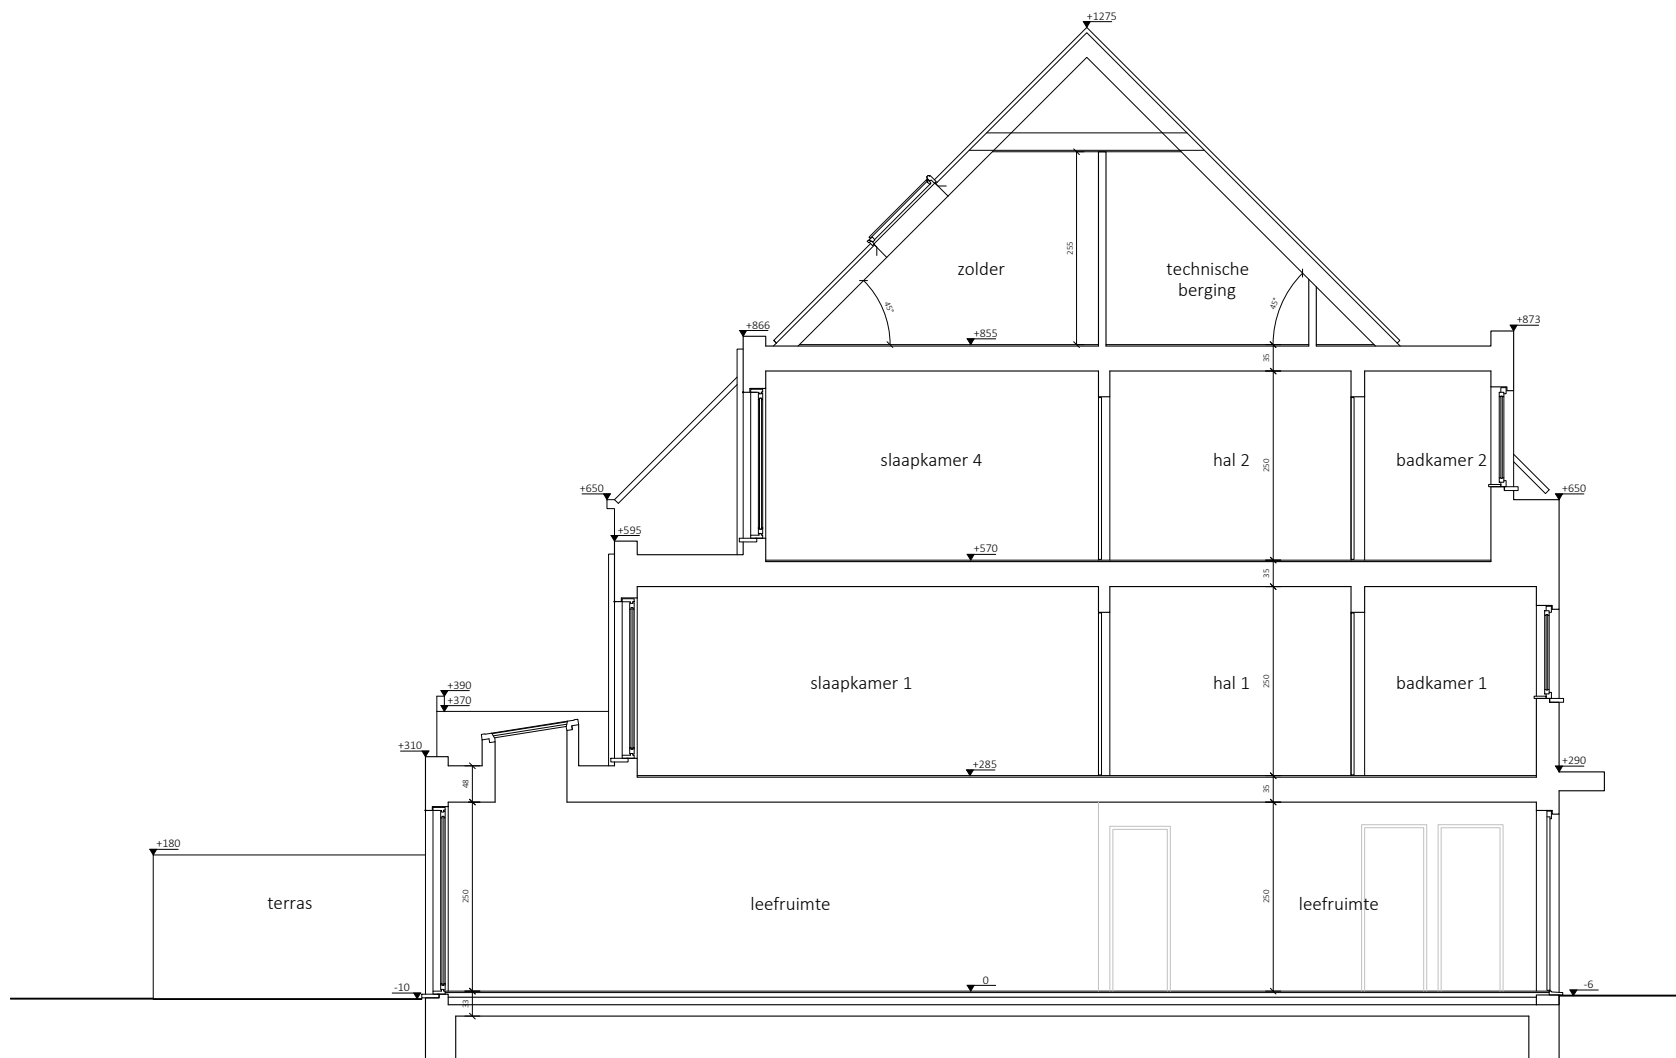 +1275
255
zolder
technische
berging
45°
45°
+866
+855
+873
35
slaapkamer 4
hal 2
250
badkamer 2
+650
+650
+595
+570
35
slaapkamer 1
hal 1
250
badkamer 1
+390
+370
+310
+285
+290
48
35
+180
terras
250
leefruimte
250
leefruimte
-10
0
-6
33